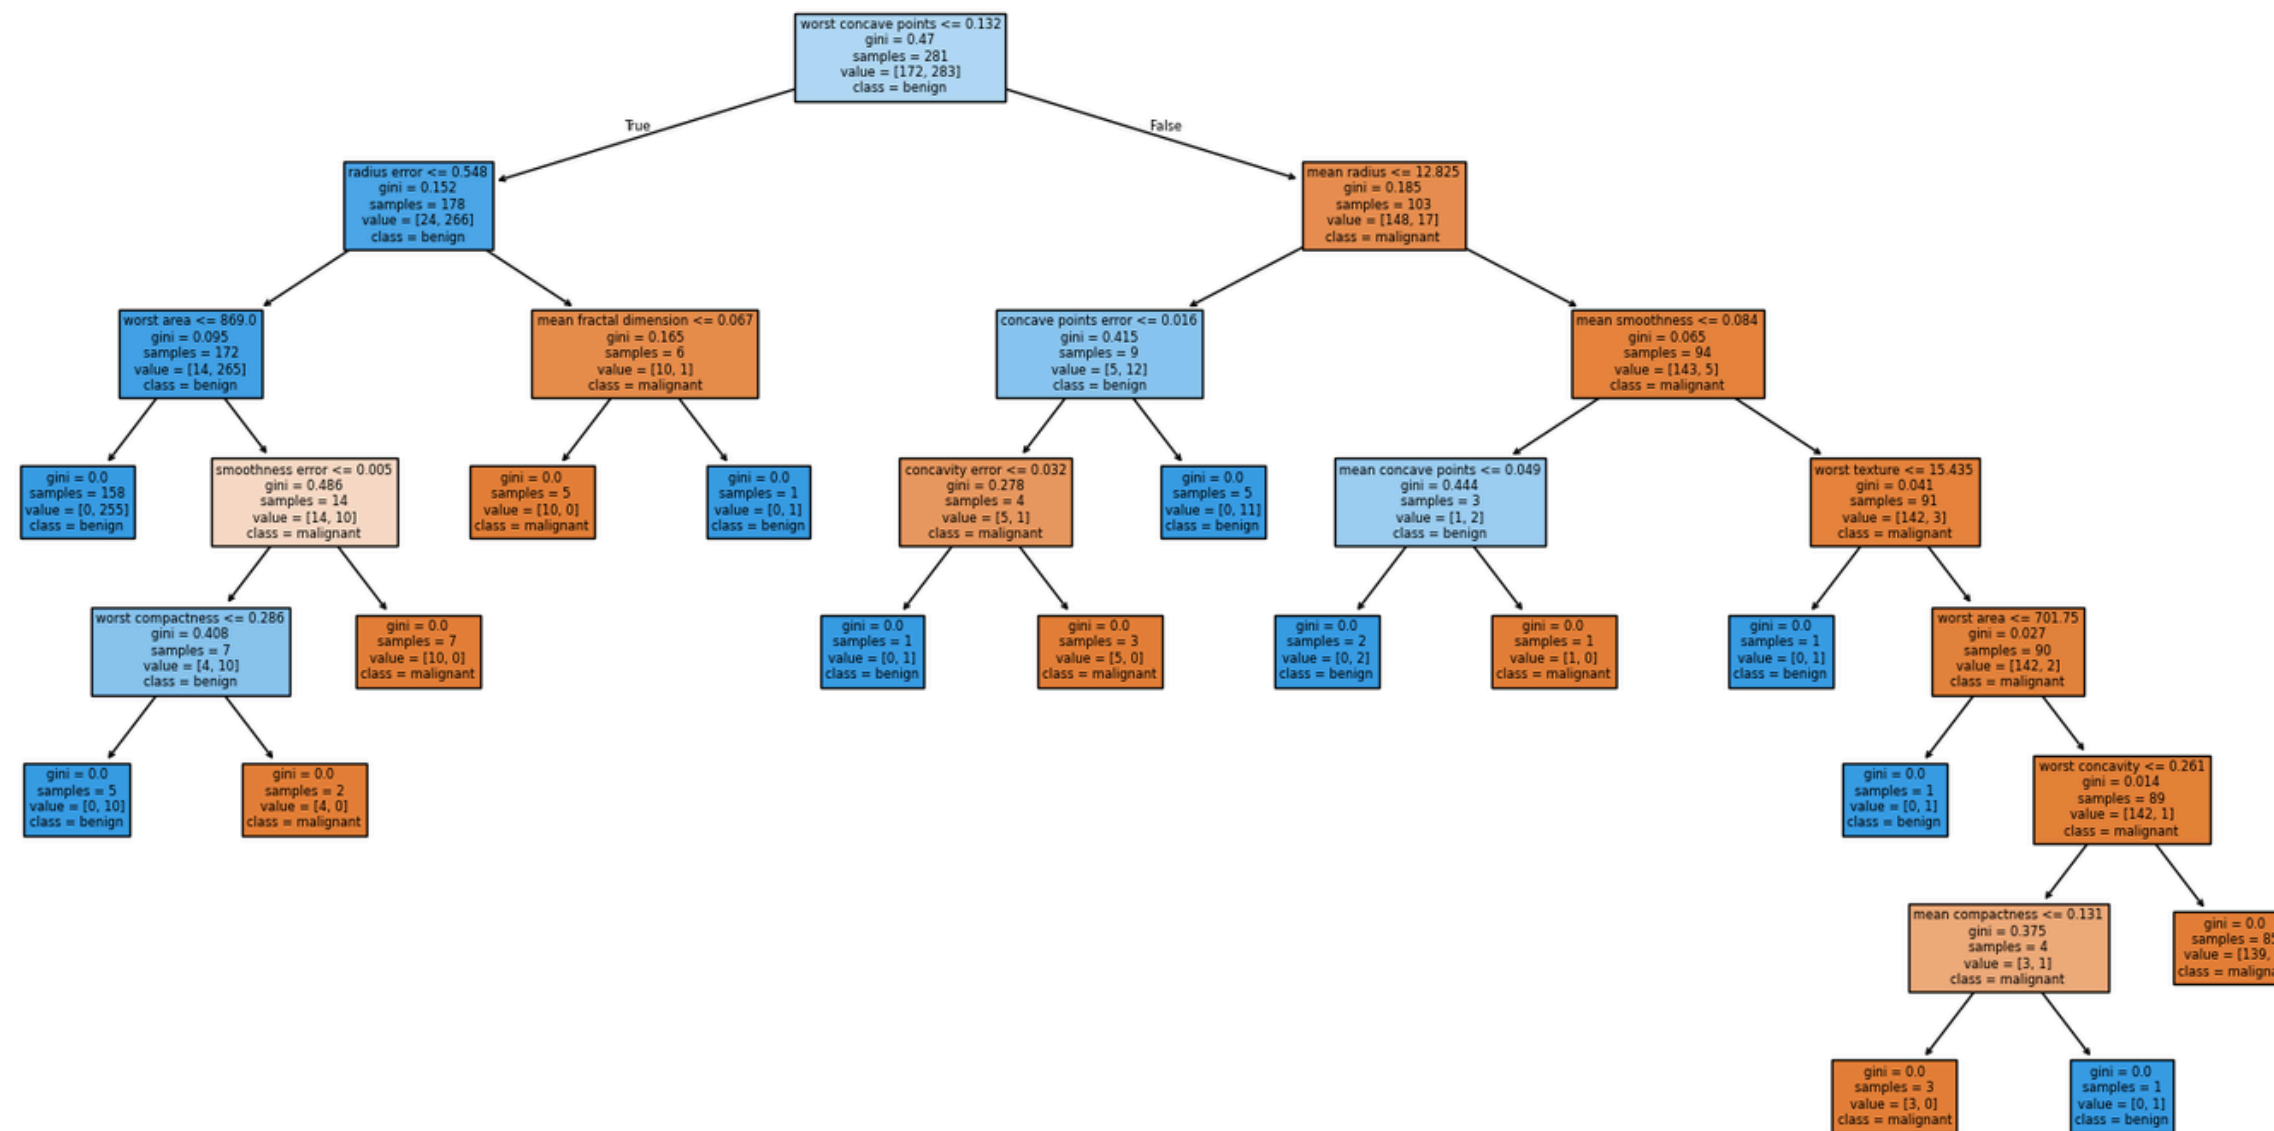 worst concave points <= 0.132
gini = 0.47
samples = 281
value = [172, 283]
class = benign
True
False
radius error <= 0.548
gini = 0.152
samples = 178
value = [24, 266]
class = benign
mean radius <= 12.825
gini = 0.185
samples = 103
value = [148, 17]
class = malignant
worst area <= 869.0
gini = 0.095
samples = 172
value = [14, 265]
class = benign
mean fractal dimension <= 0.067
gini = 0.165
samples = 6
value = [10, 1]
class = malignant
concave points error <= 0.016
gini = 0.415
samples = 9
value = [5, 12]
class = benign
mean smoothness <= 0.084
gini = 0.065
samples = 94
value = [143, 5]
class = malignant
gini = 0.0
samples = 158
value = [0, 255]
class = benign
smoothness error <= 0.005
gini = 0.486
samples = 14
value = [14, 10]
class = malignant
gini = 0.0
samples = 5
value = [10, 0]
class = malignant
gini = 0.0
samples = 1
value = [0, 1]
class = benign
concavity error <= 0.032
gini = 0.278
samples = 4
value = [5, 1]
class = malignant
gini = 0.0
samples = 5
value = [0, 11]
class = benign
mean concave points <= 0.049
gini = 0.444
samples = 3
value = [1, 2]
class = benign
worst texture <= 15.435
gini = 0.041
samples = 91
value = [142, 3]
class = malignant
worst compactness <= 0.286
gini = 0.408
samples = 7
value = [4, 10]
class = benign
gini = 0.0
samples = 7
value = [10, 0]
class = malignant
gini = 0.0
samples = 1
value = [0, 1]
class = benign
gini = 0.0
samples = 3
value = [5, 0]
class = malignant
gini = 0.0
samples = 2
value = [0, 2]
class = benign
gini = 0.0
samples = 1
value = [1, 0]
class = malignant
gini = 0.0
samples = 1
value = [0, 1]
class = benign
worst area <= 701.75
gini = 0.027
samples = 90
value = [142, 2]
class = malignant
gini = 0.0
samples = 5
value = [0, 10]
class = benign
gini = 0.0
samples = 2
value = [4, 0]
class = malignant
gini = 0.0
samples = 1
value = [0, 1]
class = benign
worst concavity <= 0.261
gini = 0.014
samples = 89
value = [142, 1]
class = malignant
mean compactness <= 0.131
gini = 0.375
samples = 4
value = [3, 1]
class = malignant
gini = 0.0
samples = 85
value = [139,
class = maligna
gini = 0.0
samples = 3
value = [3, 0]
class = malignant
gini = 0.0
samples = 1
value = [0, 1]
class = benign